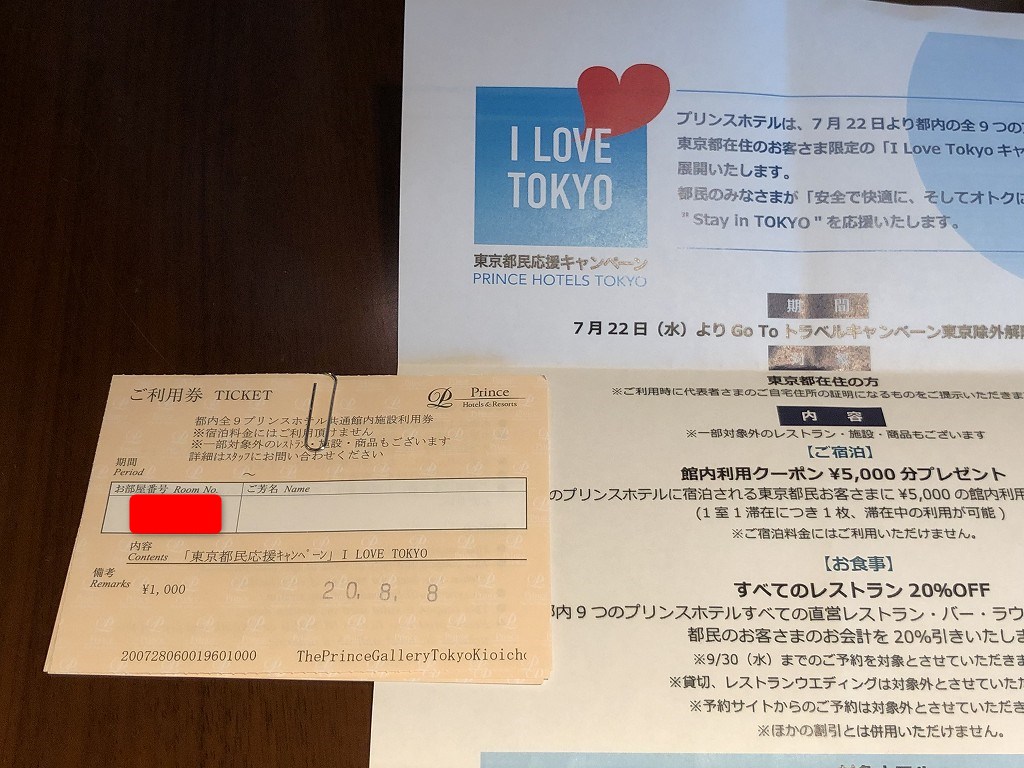 I LOVE
TOKYO
東京都民応援キャンペーン
PRINCE HOTELS TOKYO
プリンスホテルは、7月22日より都内の全9つの
東京都在住のお客さま限定の「I Love Tokyo キャ
展開いたします。
都民のみなさまが「安全で快適に、そしてオトクに
"Stay in TOKYO"を応援いたします。
期 間
7月22日（水）より Go To トラベルキャンペーン東京除外解
東京都在住の方
※ご利用時に代表者さまのご自宅住所の証明になるものをご提示いただきま
内 容
※一部対象外のレストラン・施設・商品もございます
【ご宿泊】
館内利用クーポン ¥5,000 分プレゼント
のプリンスホテルに宿泊される東京都民お客さまに ¥5,000 の館内利用
(1室1滞在につき1枚、滞在中の利用が可能)
※ご宿泊料金にはご利用いただけません。
【お食事】
すべてのレストラン 20%OFF
都内9つのプリンスホテルすべての直営レストラン・バー・ラウ
都民のお客さまのお会計を 20%引きいたしま
※9/30（水）までのご予約を対象とさせていただきま
※貸切、レストランウエディングは対象外とさせていただ
※予約サイトからのご予約は対象外とさせていただき
※ほかの割引とは併用いただけません。
ご利用券 TICKET
Prince
Hotels & Resorts
都内全9プリンスホテル共通館内施設利用券
※宿泊料金にはご利用頂けません
※一部対象外のレストラン・施設・商品もございます
詳細はスタッフにお問い合わせください
期間
Period
～
お部屋番号 Room No.
ご芳名 Name
内容
Contents
「東京都民応援キャンペーン」I LOVE TOKYO
備考
Remarks
¥1,000
20. 8. 8
200728060019601000
ThePrinceGalleryTokyoKioicho